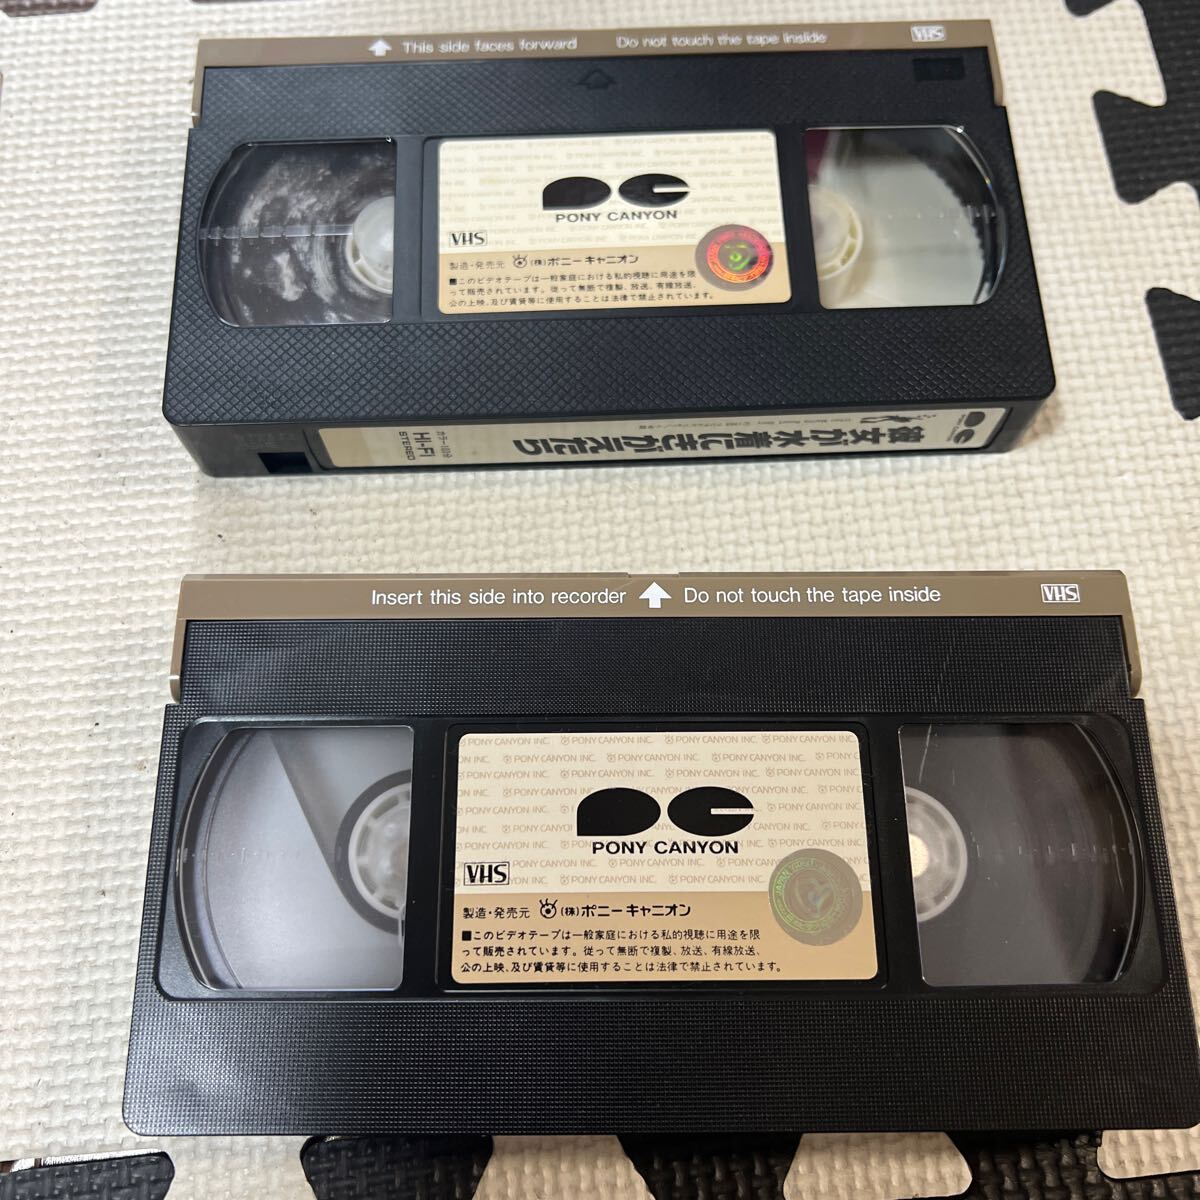 This side faces forward
Do not touch the tape inside
VHS
PONY CANYON
VHS
製造・発売元 (株)ポニーキャニオン
■このビデオテープは一般家庭における私的視聴に用途を限
って販売されています。従って無断で複製、放送、有線放送、
公の上映、及び賃貸等に使用することは法律で禁止されています。
PONY CANYON
彼女が水着にきがえたら
HI-FI
STEREO
Insert this side into recorder
Do not touch the tape inside
VHS
PONY CANYON INC.
PONY CANYON
VHS
製造・発売元 (株)ポニーキャニオン
■このビデオテープは一般家庭における私的視聴に用途を限
って販売されています。従って無断で複製、放送、有線放送、
公の上映、及び賃貸等に使用することは法律で禁止されています。